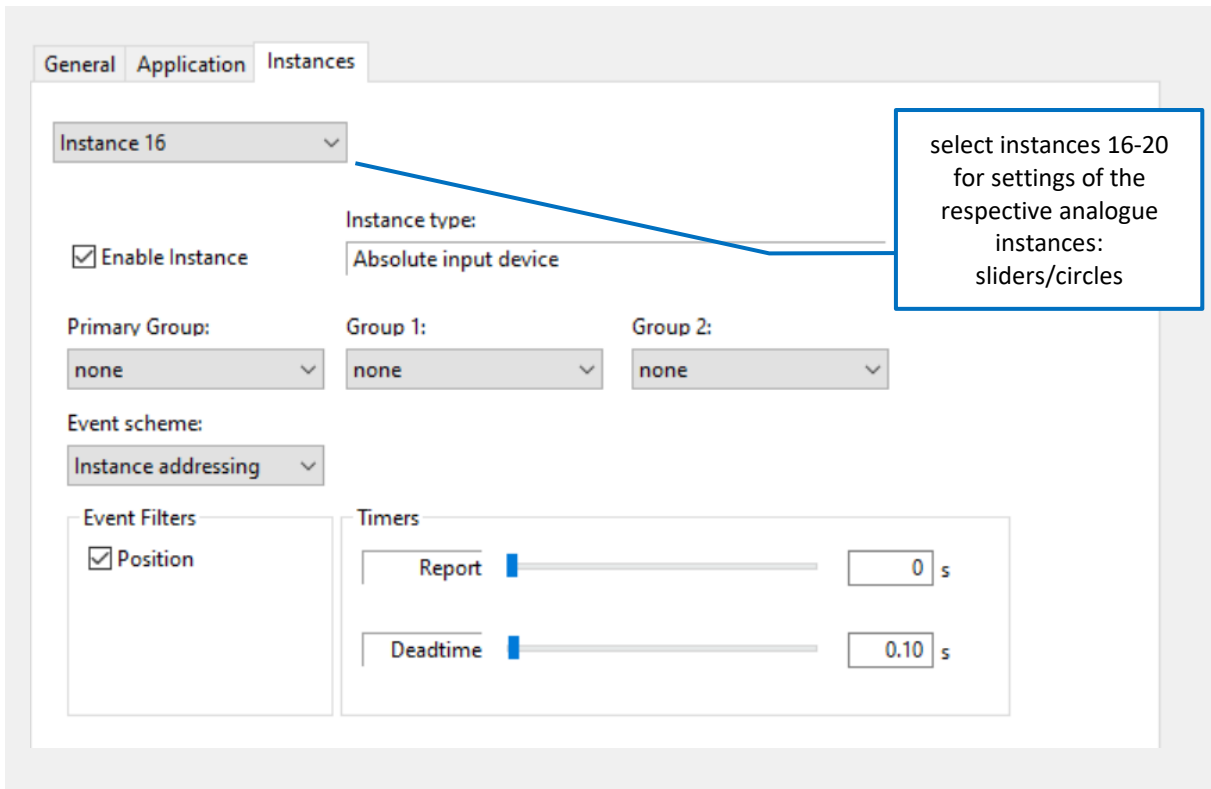 General Application Instances
Instance 16
select instances 16-20
for settings of the
respective analogue
instances:
sliders/circles
Instance type:
Enable Instance
Absolute input device
Primary Group: Group 1: Group 2:
none none none
Event scheme:
Instance addressing
Event Filters Timers
Position
Report 0 s
Deadtime 0.10 s